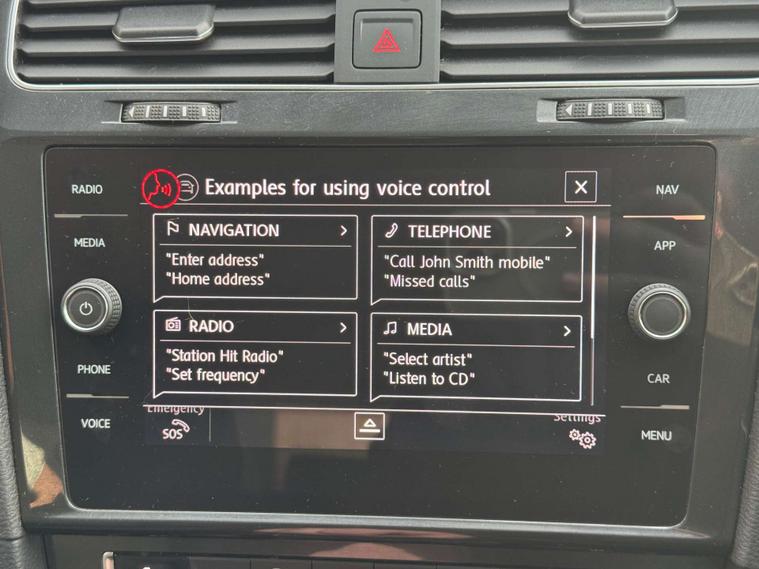 RADIO
MEDIA
PHONE
VOICE
Examples for using voice control
NAVIGATION
"Enter address"
"Home address"
TELEPHONE
"Call John Smith mobile"
"Missed calls"
RADIO
"Station Hit Radio"
"Set frequency"
MEDIA
"Select artist"
"Listen to CD"
Emergency
SOS
Settings
NAV
APP
CAR
MENU